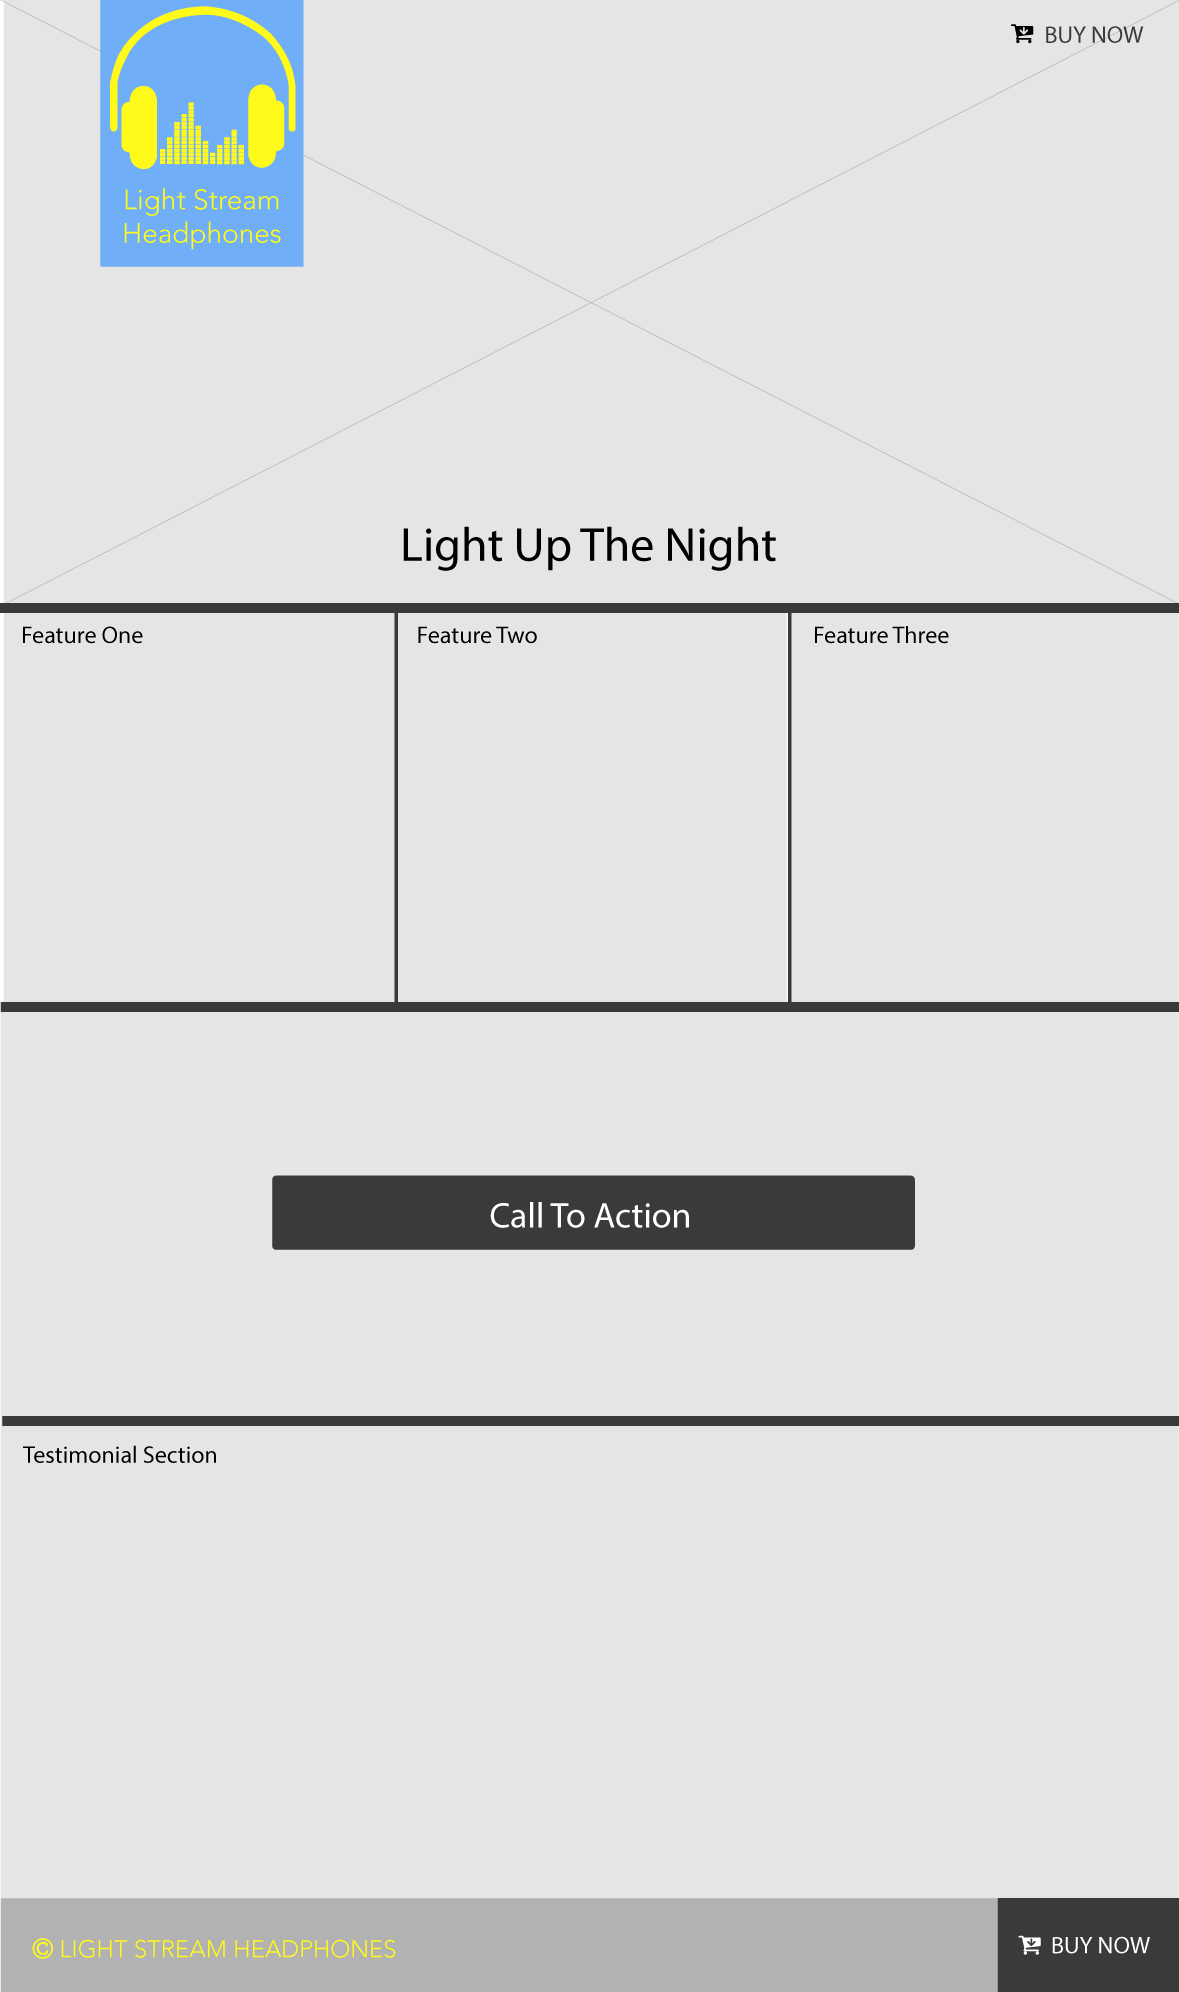 Light Stream
Headphones
BUY NOW
Light Up The Night
Feature One
Feature Two
Feature Three
Call To Action
Testimonial Section
© LIGHT STREAM HEADPHONES
BUY NOW